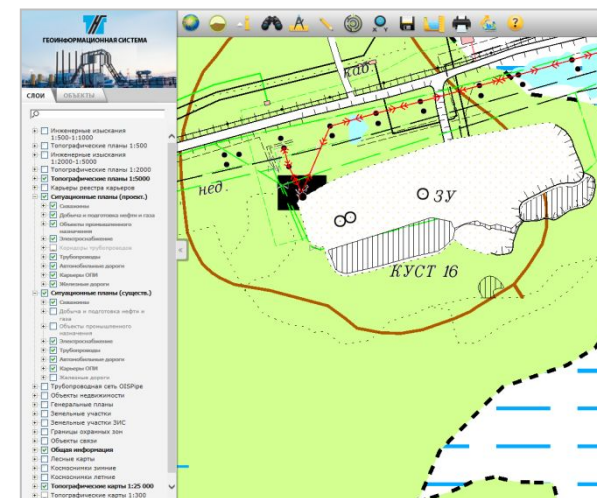 ГЕОИНФОРМАЦИОННАЯ СИСТЕМА
СЛОИ ОБЪЕКТЫ
Инженерные изыскания
1:500-1:1000
Топографические планы 1:500
Инженерные изыскания
1:2000-1:5000
Топографические планы 1:2000
Топографические планы 1:5000
Карьеры реестра карьеров
Ситуационные планы (проект.)
Скважины
Добыча и подготовка нефти и газа
Объекты промышленного
назначения
Электроснабжение
Коридоры трубопроводов
Трубопроводы
Автомобильные дороги
Карьеры ОПИ
Железные дороги
Ситуационные планы (существ.)
Скважины
Добыча и подготовка нефти и
газа
Объекты промышленного
назначения
Электроснабжение
Трубопроводы
Автомобильные дороги
Карьеры ОПИ
Железные дороги
Трубопроводная сеть OISPipe
Объекты недвижимости
Генеральные планы
Земельные участки
Земельные участки ЗИС
Границы охранных зон
Объекты связи
Общая информация
Лесные карты
Космоснимки зимние
Космоснимки летние
Топографические карты 1:25 000
Топографические карты 1:300
каб.
нед.
ЗУ
КУСТ 16